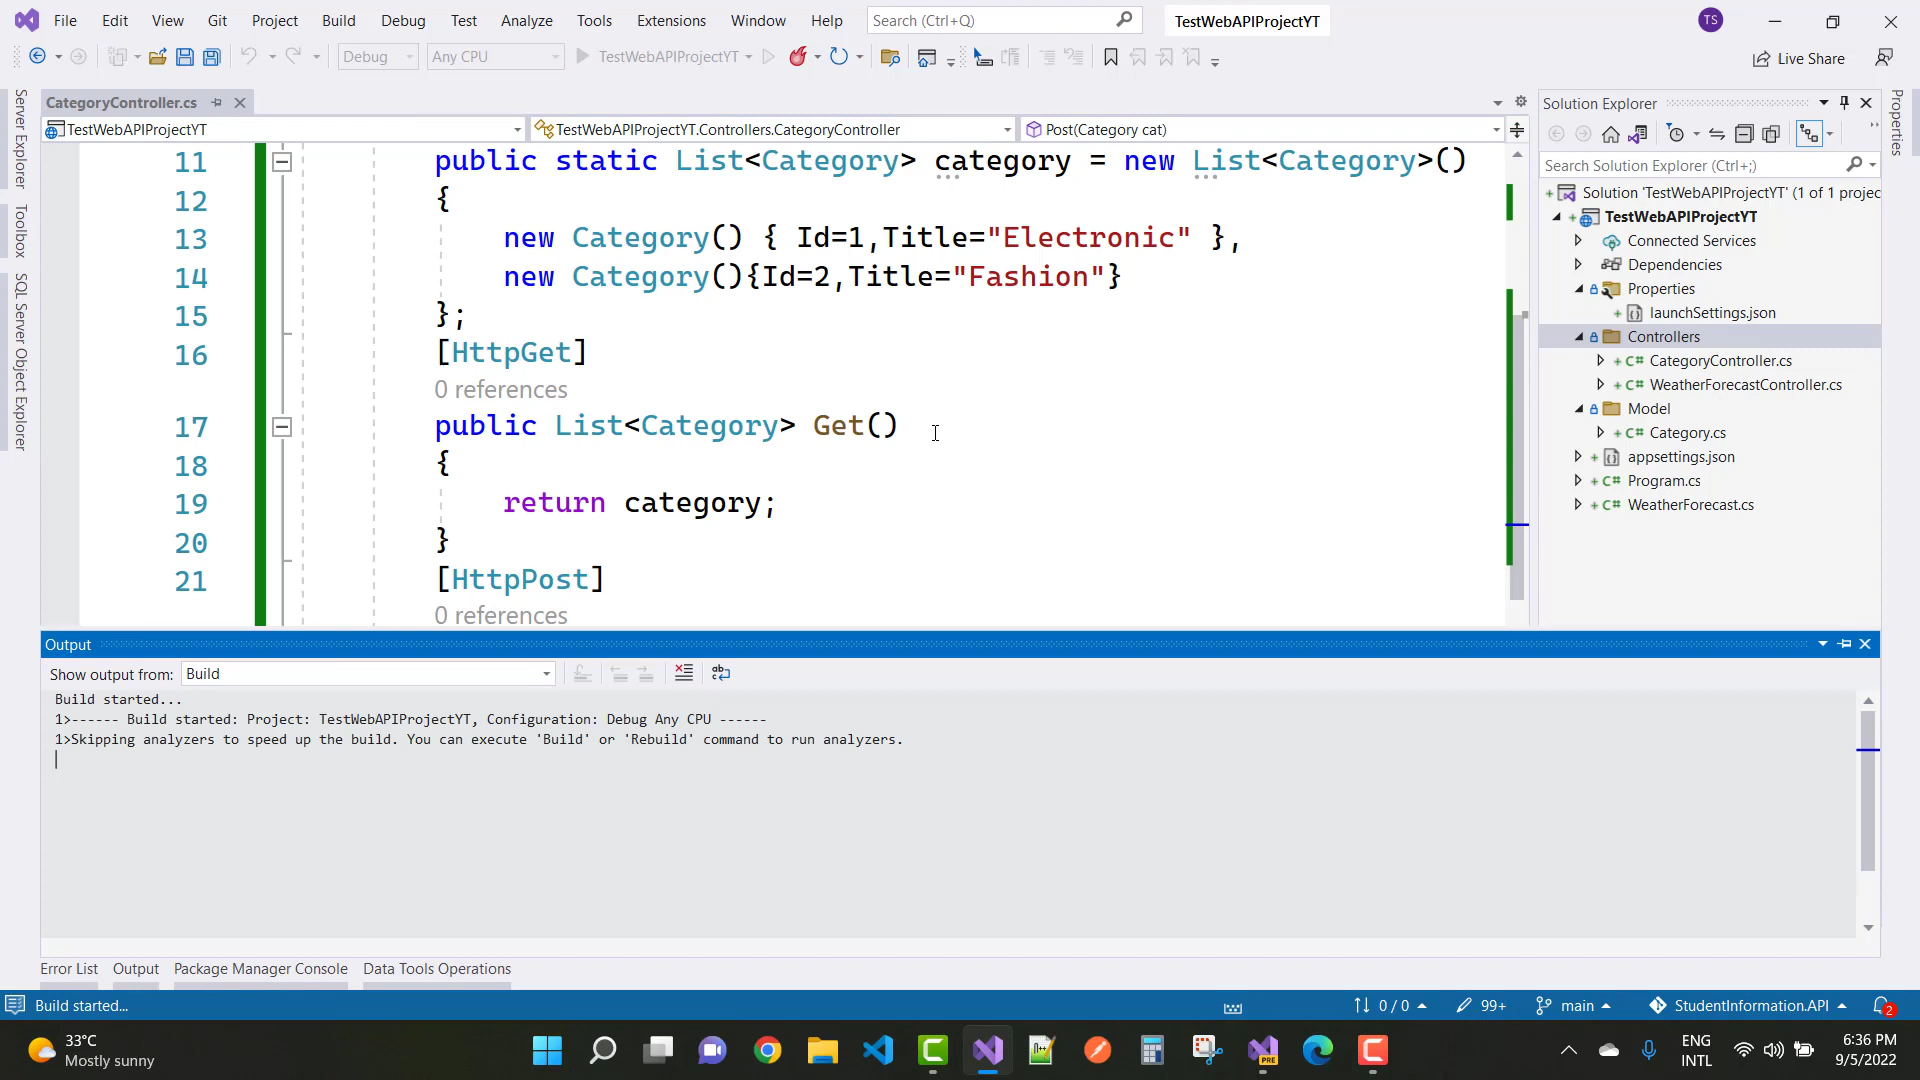 File Edit View Git Project Build Debug Test Analyze Tools Extensions Window Help Search (Ctrl+Q) TestWebAPIProjectYT TS
Debug Any CPU TestWebAPIProjectYT Live Share
Server Explorer
Toolbox
SQL Server Object Explorer
CategoryController.cs
TestWebAPIProjectYT TestWebAPIProjectYT.Controllers.CategoryController Post(Category cat)
11 public static List<Category> category = new List<Category>()
12 {
13 new Category() { Id=1,Title="Electronic" },
14 new Category(){Id=2,Title="Fashion"}
15 };
16 [HttpGet]
0 references
17 public List<Category> Get()
18 {
19 return category;
20 }
21 [HttpPost]
0 references
Solution Explorer
Search Solution Explorer (Ctrl+;)
Solution 'TestWebAPIProjectYT' (1 of 1 projec
TestWebAPIProjectYT
Connected Services
Dependencies
Properties
launchSettings.json
Controllers
C# CategoryController.cs
C# WeatherForecastController.cs
Model
C# Category.cs
appsettings.json
C# Program.cs
C# WeatherForecast.cs
Properties
Output
Show output from: Build
Build started...
1>------ Build started: Project: TestWebAPIProjectYT, Configuration: Debug Any CPU ------
1>Skipping analyzers to speed up the build. You can execute 'Build' or 'Rebuild' command to run analyzers.
Error List Output Package Manager Console Data Tools Operations
Build started... 0 / 0 99+ main StudentInformation.API 2
33°C
Mostly sunny
PRE
ENG
INTL
6:36 PM
9/5/2022